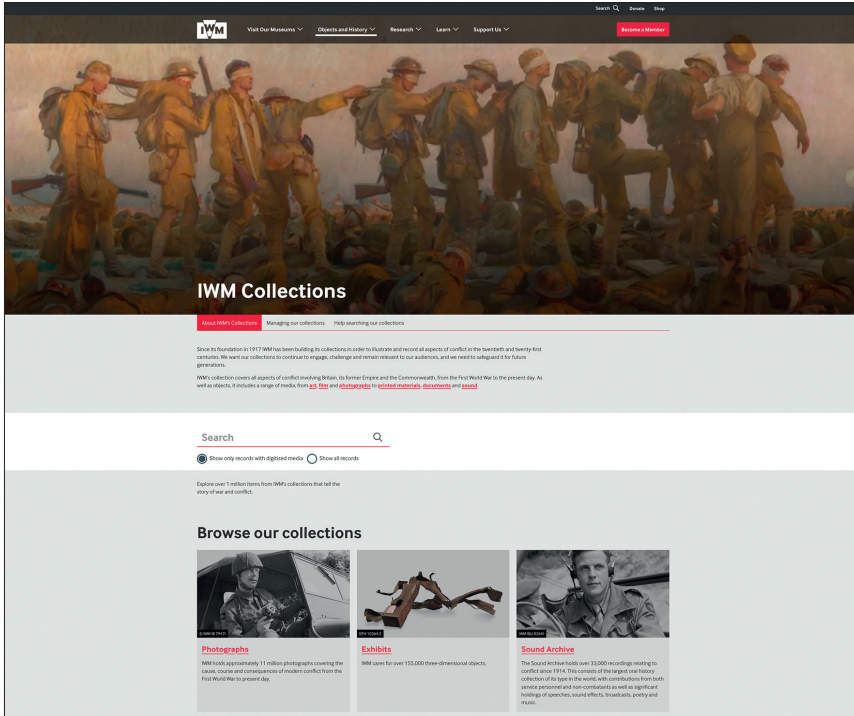 Search Donate Shop
IWM Visit Our Museums Objects and History Research Learn Support Us Become a Member
IWM Collections
About IWM's Collections Managing our collections Help searching our collections
Since its foundation in 1917 IWM has been building its collections in order to illustrate and record all aspects of conflict in the twentieth and twenty-first
centuries. We want our collections to continue to engage, challenge and remain relevant to our audiences, and we need to safeguard it for future
generations.
IWM's collection covers all aspects of conflict involving Britain, its former Empire and the Commonwealth, from the First World War to the present day. As
well as objects, it includes a range of media, from art, film and photographs to printed materials, documents and sound.
Search
Show only records with digitised media Show all records
Explore over 1 million items from IWM's collections that tell the
story of war and conflict.
Browse our collections
EPH 10364.2
Photographs
IWM holds approximately 11 million photographs covering the
cause, course and consequences of modern conflict from the
First World War to present day.
Exhibits
IWM cares for over 155,000 three-dimensional objects.
Sound Archive
The Sound Archive holds over 33,000 recordings relating to
conflict since 1914. This consists of the largest oral history
collection of its type in the world, with contributions from both
service personnel and non-combatants as well as significant
holdings of speeches, sound effects, broadcasts, poetry and
music.